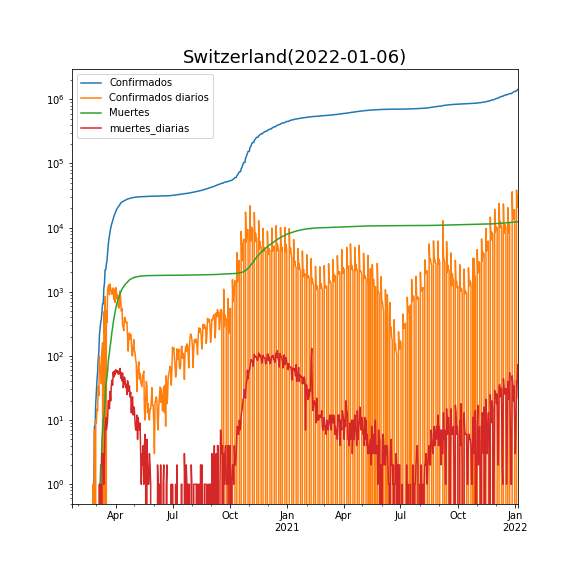 Switzerland(2022-01-06)
Confirmados
Confirmados diarios
Muertes
muertes_diarias
10⁶
10⁵
10⁴
10³
10²
10¹
10⁰
Apr Jul Oct Jan Apr Jul Oct Jan
2021 2022